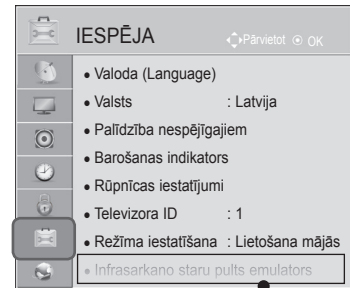 IESPĒJA
Pārvietot OK
• Valoda (Language)
• Valsts : Latvija
• Palīdzība nespējīgajiem
• Barošanas indikators
• Rūpnīcas iestatījumi
• Televizora ID : 1
• Režīma iestatīšana : Lietošana mājās
• Infrasarkano staru pults emulators